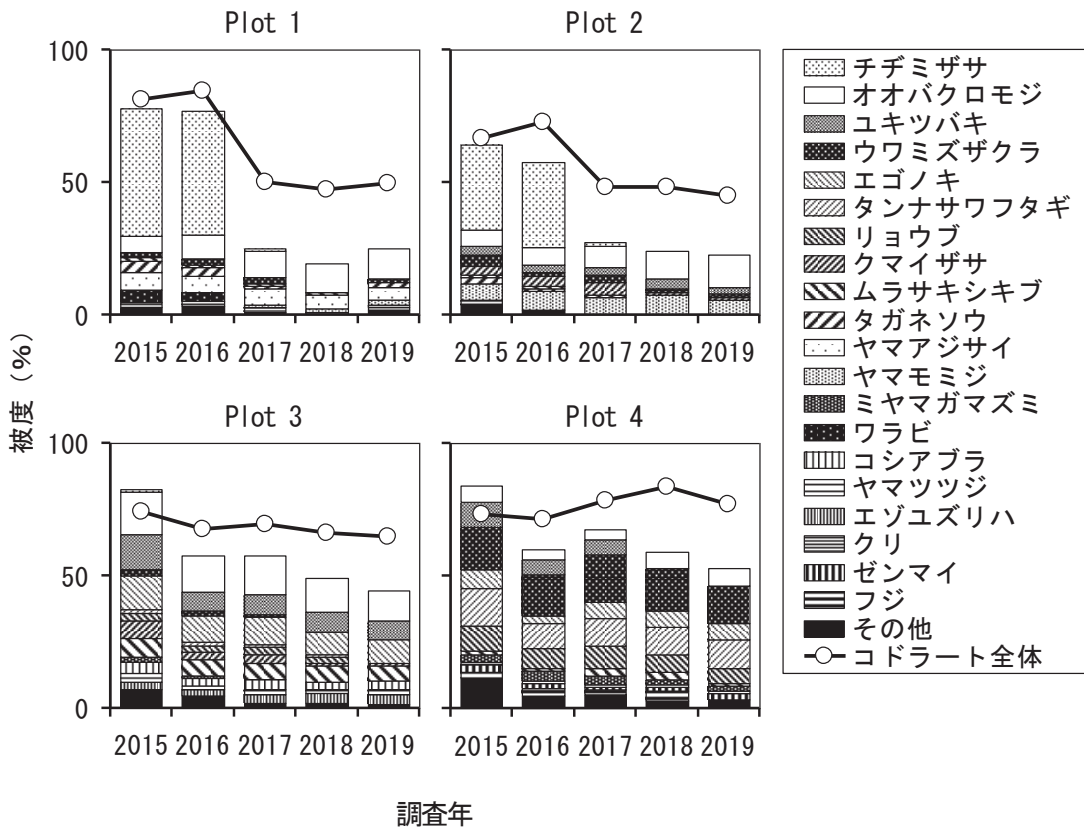 Plot 1
Plot 2
100
50
0
2015 2016 2017 2018 2019
2015 2016 2017 2018 2019
Plot 3
Plot 4
100
50
0
2015 2016 2017 2018 2019
2015 2016 2017 2018 2019
被度 (%)
調査年
チヂミザサ
オオバクロモジ
ユキツバキ
ウワミズザクラ
エゴノキ
タンナサワフタギ
リョウブ
クマイザサ
ムラサキシキブ
タガネソウ
ヤマアジサイ
ヤマモミジ
ミヤマガマズミ
ワラビ
コシアブラ
ヤマツツジ
エゾユズリハ
クリ
ゼンマイ
フジ
その他
コドラート全体